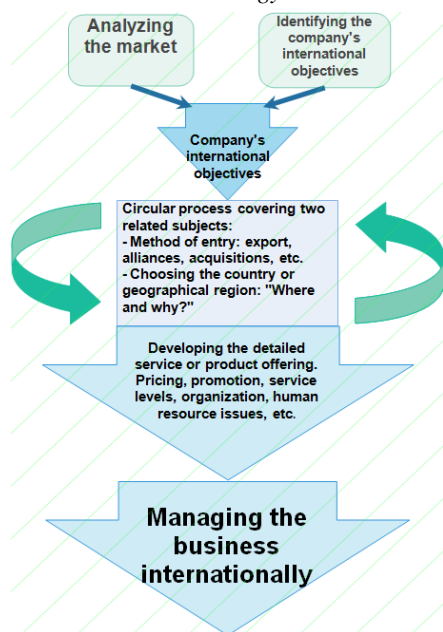 Analyzing
the market
Identifying the
company's
international
objectives
Company's
international
objectives
Circular process covering two
related subjects:
- Method of entry: export,
alliances, acquisitions, etc.
- Choosing the country or
geographical region: "Where
and why?"
Developing the detailed
service or product offering.
Pricing, promotion, service
levels, organization, human
resource issues, etc.
Managing the
business
internationally